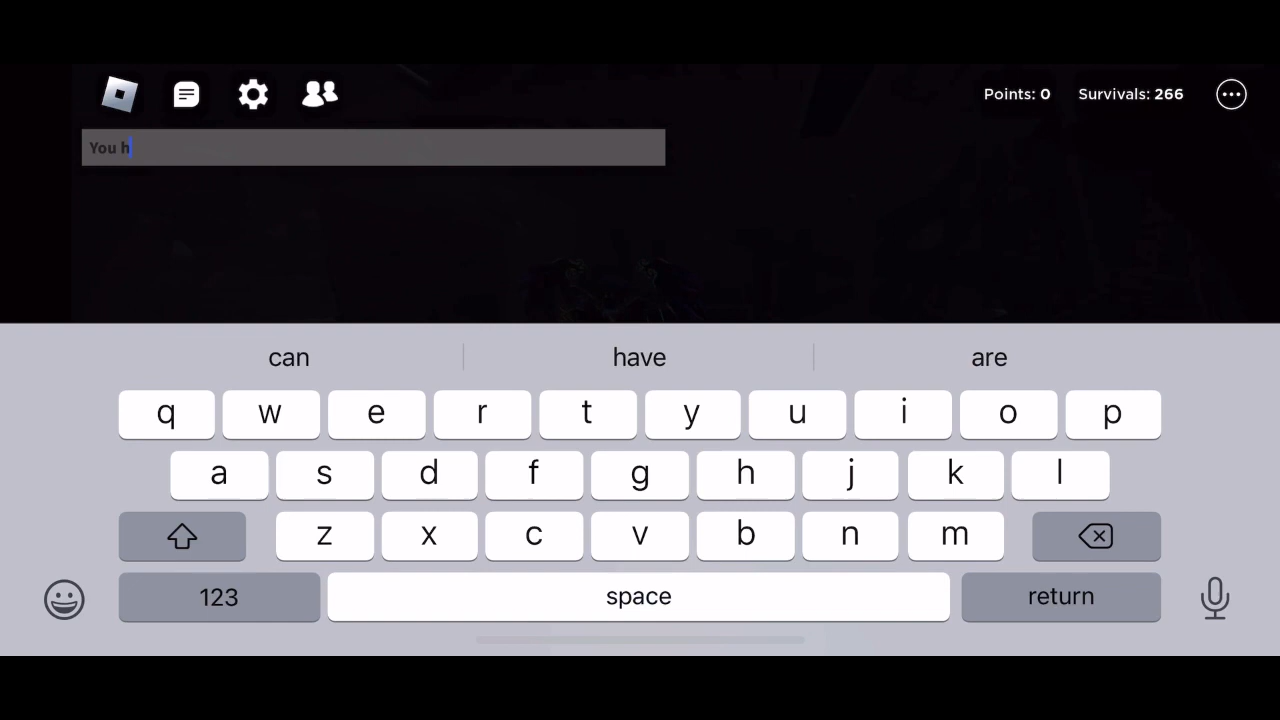 Points: 0 Survivals: 266
You h
can have are
q w e r t y u i o p
a s d f g h j k l
z x c v b n m
123 space return